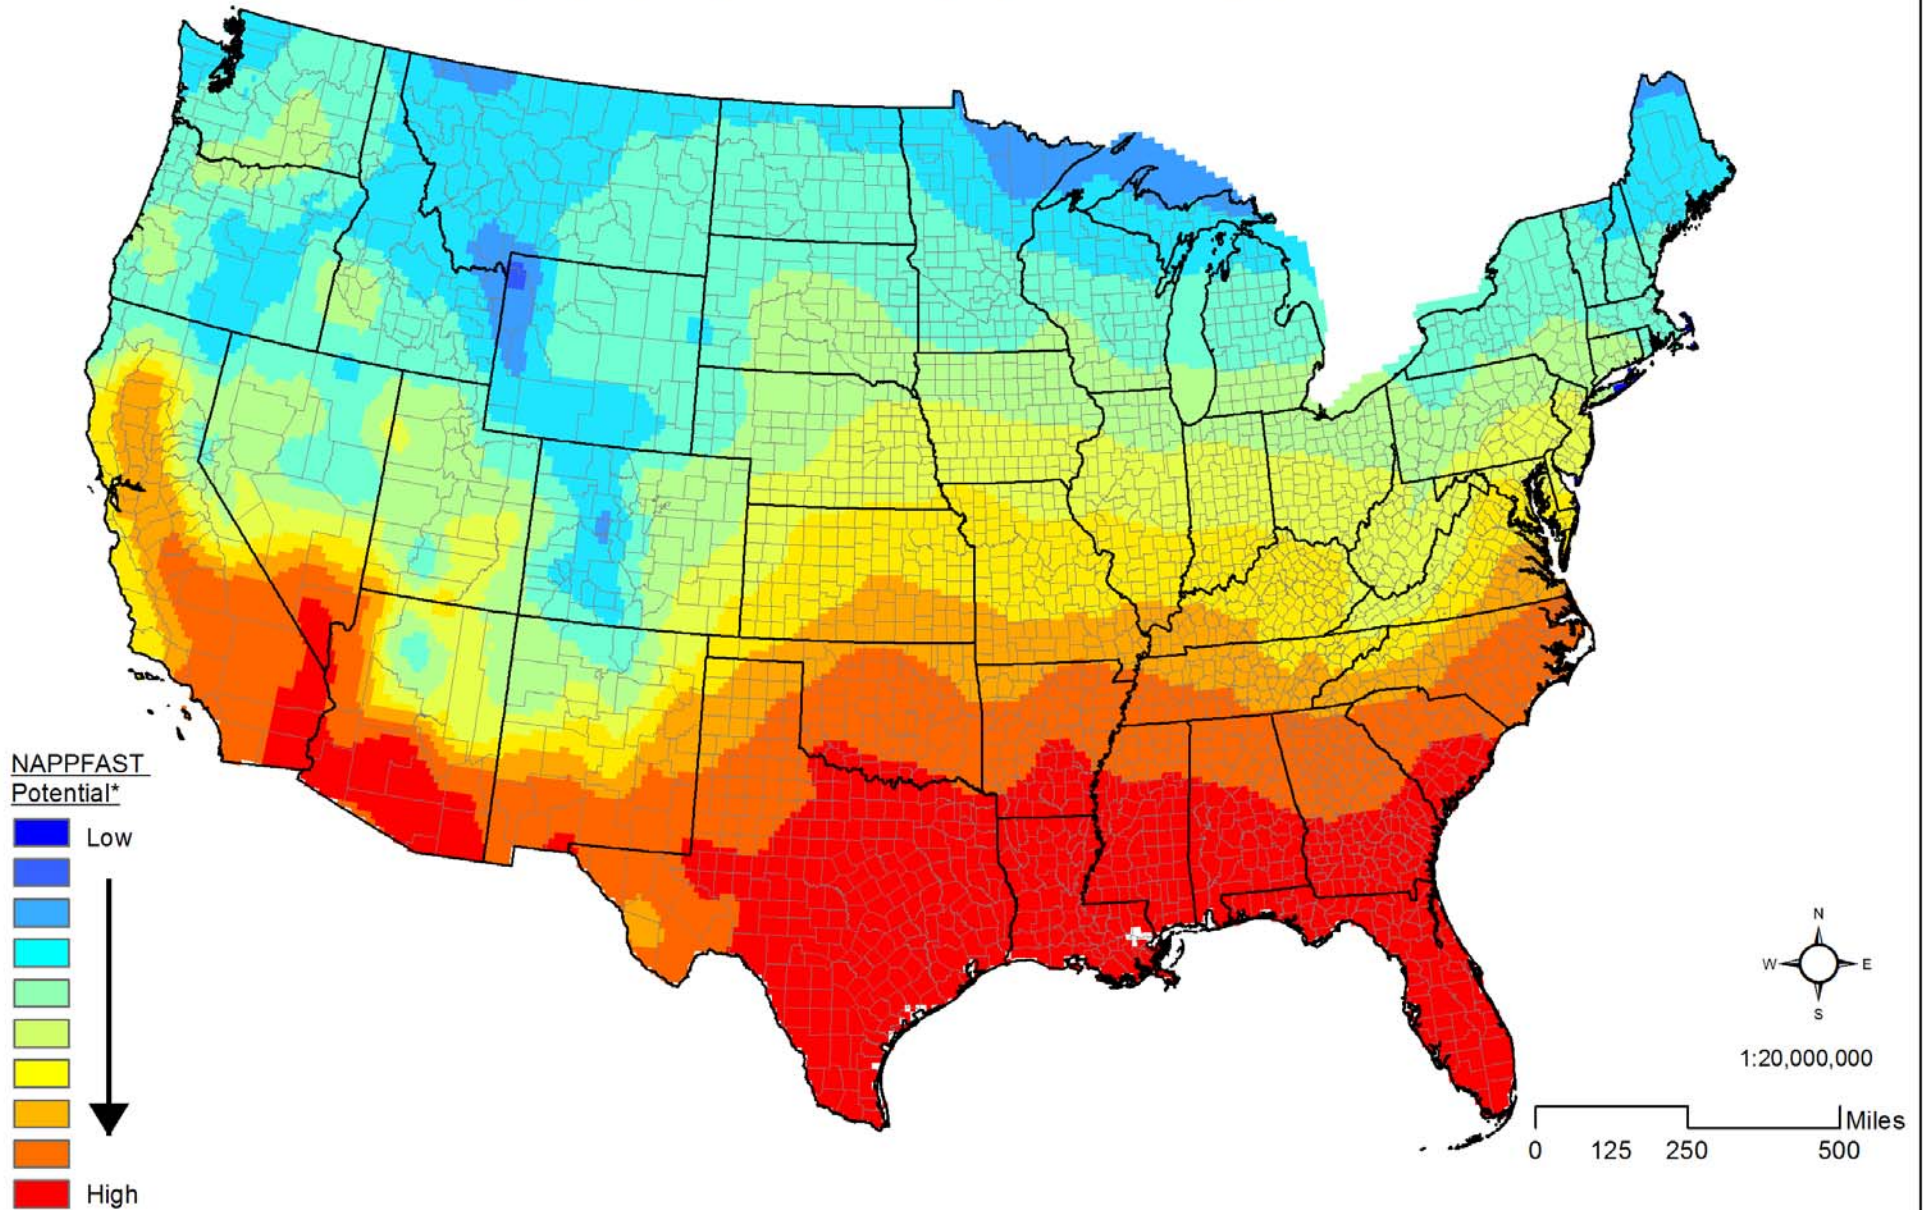 NAPPFAST
Potential*
Low
High
N
W E
S
1:20,000,000
Miles
0 125 250 500